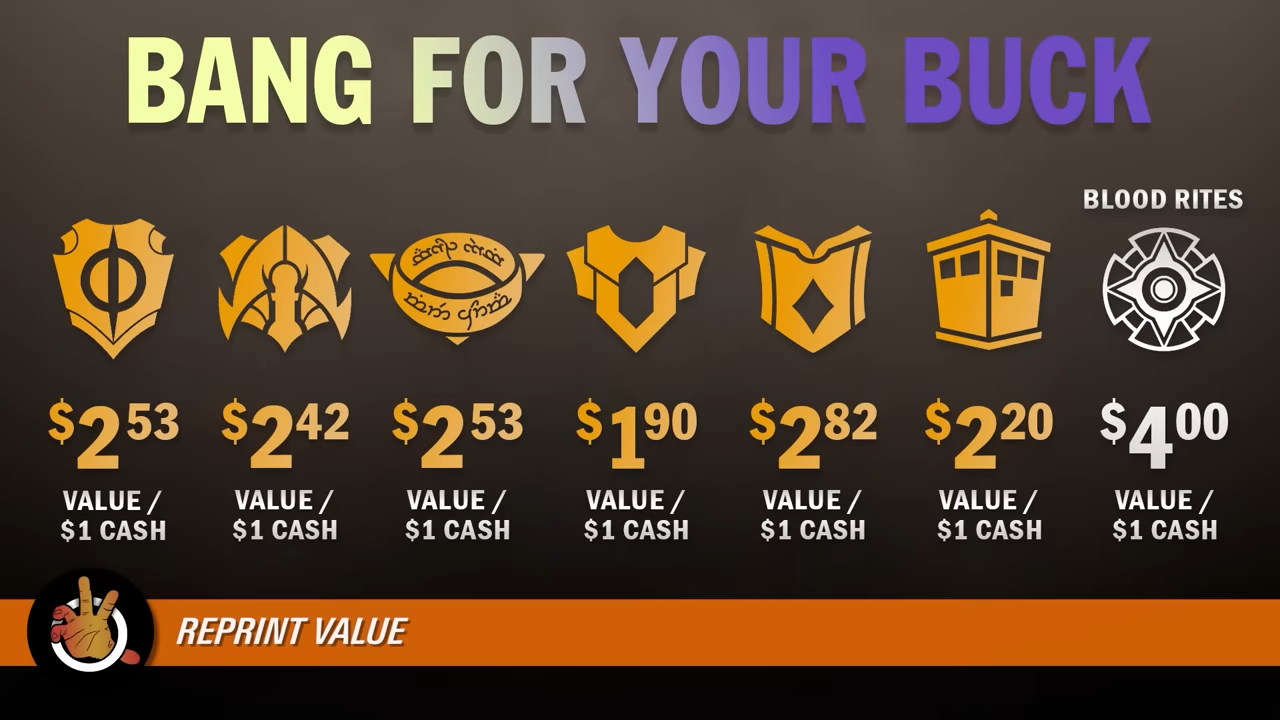 BANG FOR YOUR BUCK
BLOOD RITES
$2.53 $2.42 $2.53 $1.90 $2.82 $2.20 $4.00
VALUE / VALUE / VALUE / VALUE / VALUE / VALUE / VALUE /
$1 CASH $1 CASH $1 CASH $1 CASH $1 CASH $1 CASH $1 CASH
REPRINT VALUE